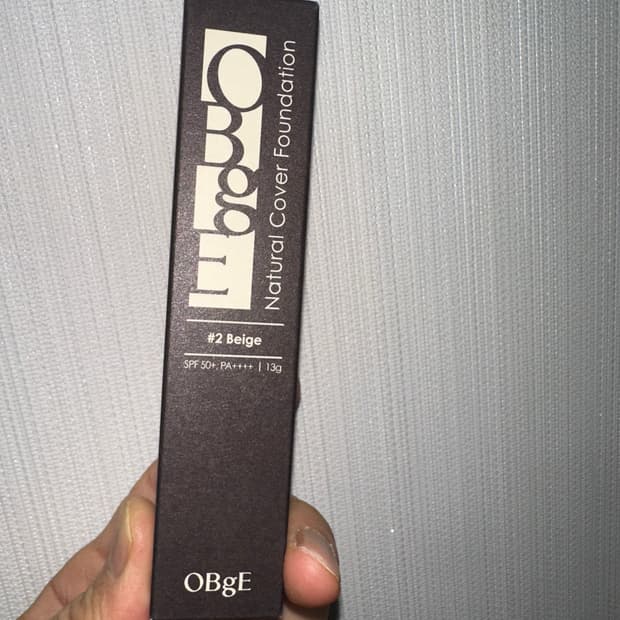 OBgE
Natural Cover Foundation
#2 Beige
SPF 50+, PA++++ | 13g
OBgE